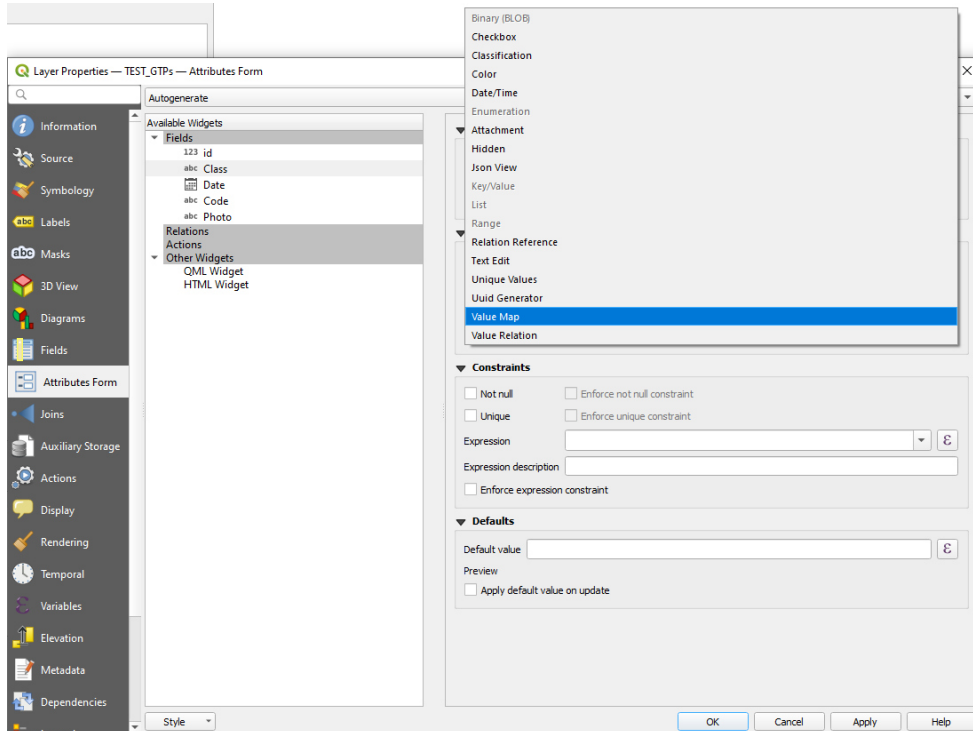 Layer Properties — TEST_GTPs — Attributes Form
Autogenerate
Information
Source
Symbology
abc Labels
abc Masks
3D View
Diagrams
Fields
Attributes Form
Joins
Auxiliary Storage
Actions
Display
Rendering
Temporal
Variables
Elevation
Metadata
Dependencies
Available Widgets
Fields
123 id
abc Class
Date
abc Code
abc Photo
Relations
Actions
Other Widgets
QML Widget
HTML Widget
Style
Binary (BLOB)
Checkbox
Classification
Color
Date/Time
Enumeration
Attachment
Hidden
Json View
Key/Value
List
Range
Relation Reference
Text Edit
Unique Values
Uuid Generator
Value Map
Value Relation
Constraints
Not null Enforce not null constraint
Unique Enforce unique constraint
Expression ε
Expression description
Enforce expression constraint
Defaults
Default value ε
Preview
Apply default value on update
OK Cancel Apply Help